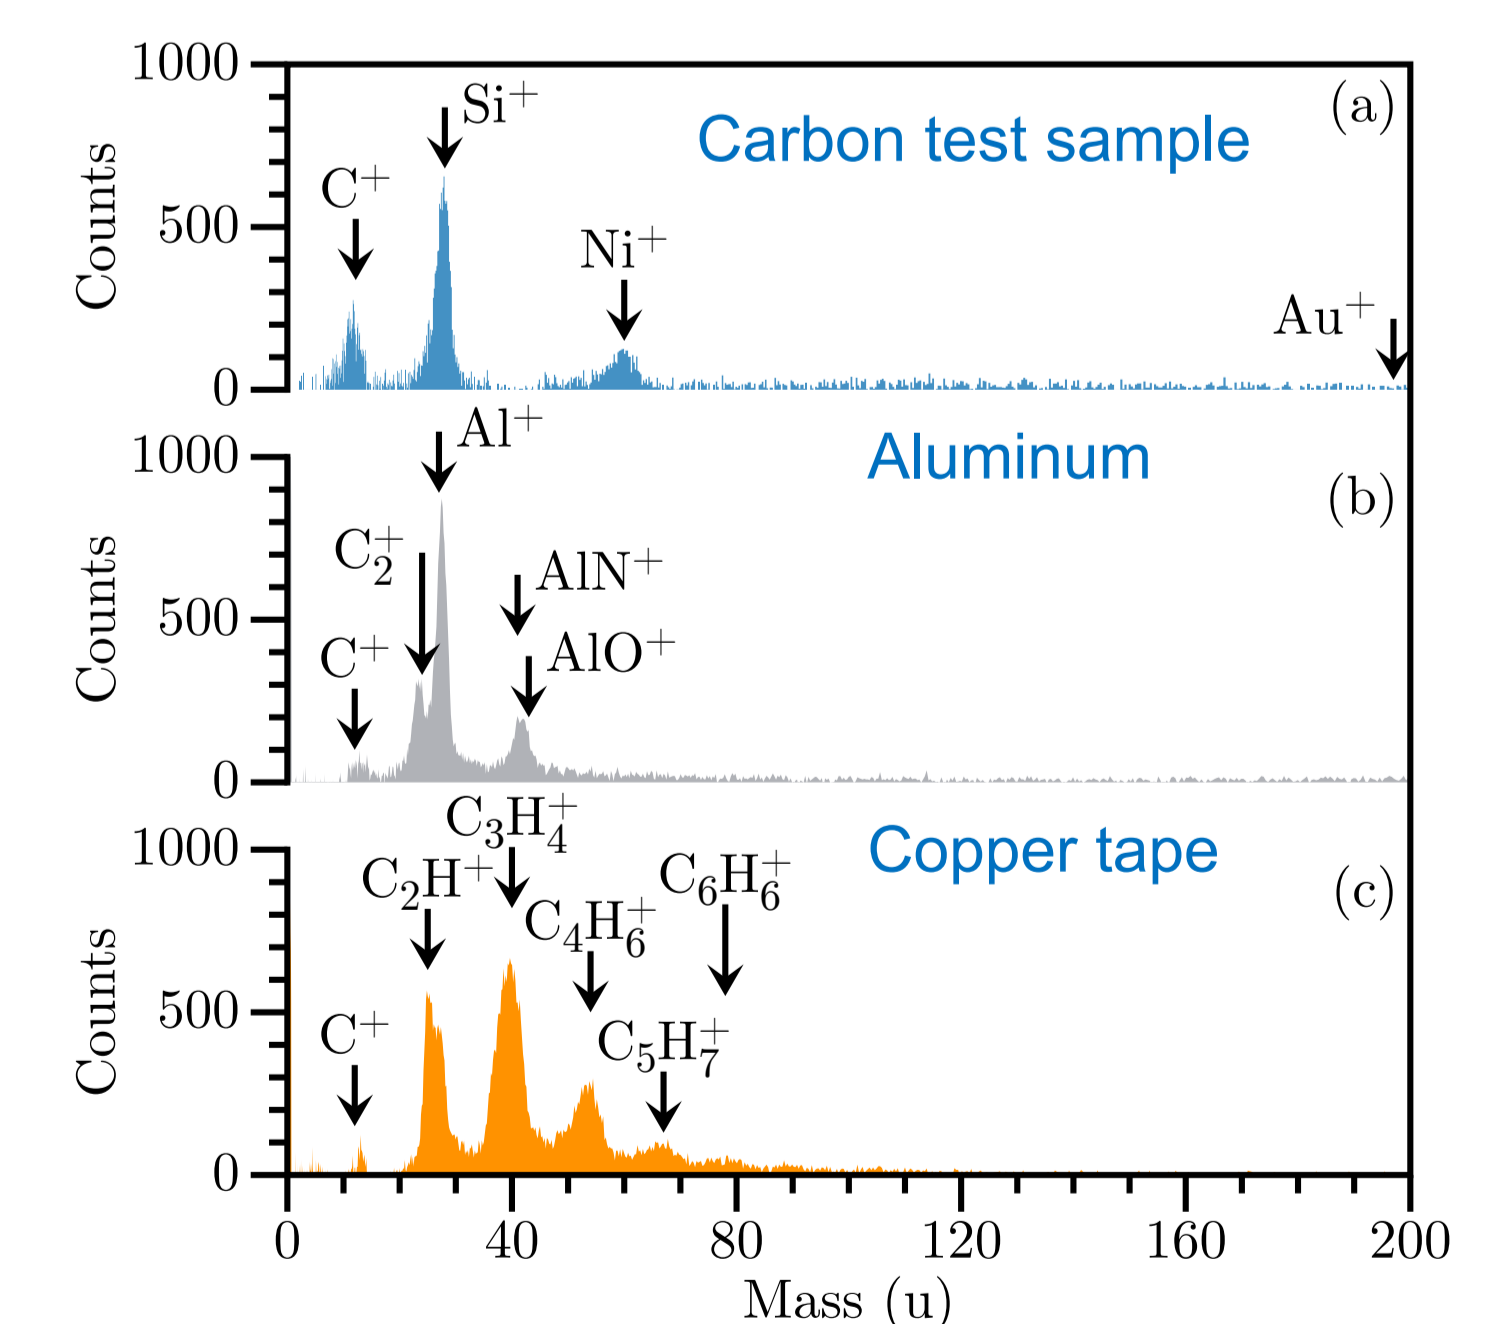 1000
500
0
Counts
C⁺
Si⁺
Ni⁺
Au⁺
Carbon test sample
(a)
1000
500
0
Counts
C⁺
C₂⁺
Al⁺
AlN⁺
AlO⁺
Aluminum
(b)
1000
500
0
Counts
C⁺
C₂H⁺
C₃H₄⁺
C₄H₆⁺
C₅H₇⁺
C₆H₆⁺
Copper tape
(c)
0 40 80 120 160 200
Mass (u)